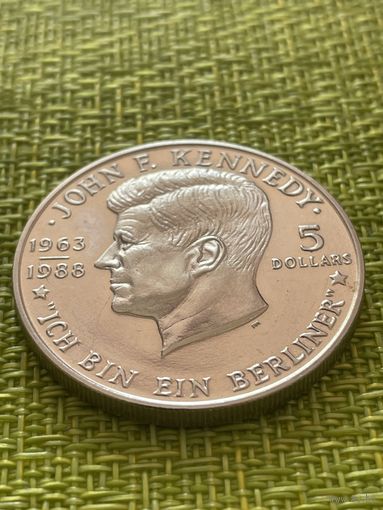 · JOHN F. KENNEDY ·
1963
1988
5
DOLLARS
★ "ICH BIN EIN BERLINER" ★